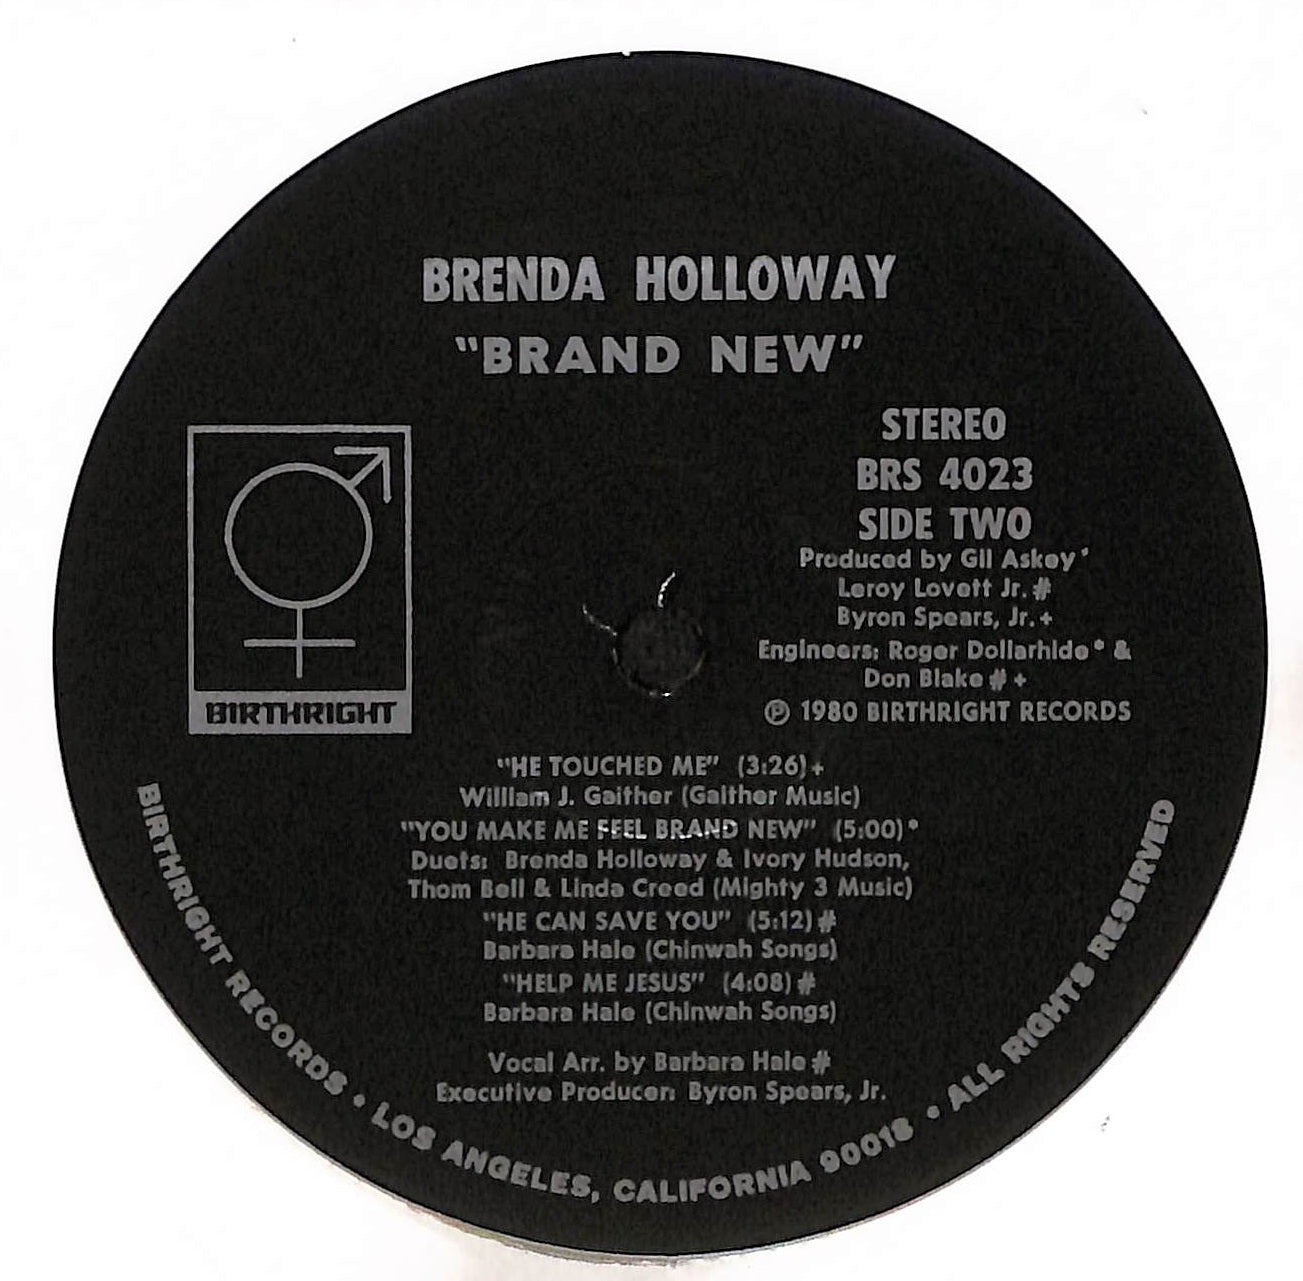 BRENDA HOLLOWAY
"BRAND NEW"
STEREO
BRS 4023
SIDE TWO
Produced by Gil Askey*
Leroy Lovett Jr.#
Byron Spears, Jr.+
Engineers: Roger Dollarhide* &
Don Blake#+
℗ 1980 BIRTHRIGHT RECORDS
BIRTHRIGHT
"HE TOUCHED ME" (3:26)+
William J. Gaither (Gaither Music)
"YOU MAKE ME FEEL BRAND NEW" (5:00)*
Duets: Brenda Holloway & Ivory Hudson,
Thom Bell & Linda Creed (Mighty 3 Music)
"HE CAN SAVE YOU" (5:12)#
Barbara Hale (Chinwah Songs)
"HELP ME JESUS" (4:08)#
Barbara Hale (Chinwah Songs)
Vocal Arr. by Barbara Hale#
Executive Producer: Byron Spears, Jr.
BIRTHRIGHT RECORDS • LOS ANGELES, CALIFORNIA 90018 • ALL RIGHTS RESERVED